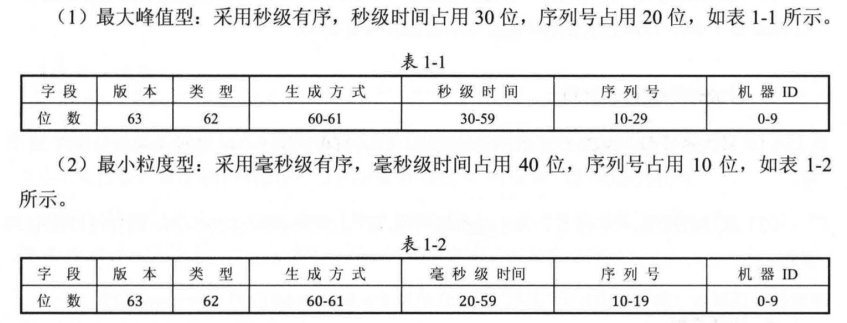 （1）最大峰值型：采用秒级有序，秒级时间占用 30 位，序列号占用 20 位，如表 1-1 所示。
表 1-1
字 段 版 本 类 型 生 成 方 式 秒 级 时 间 序 列 号 机 器 ID
位 数 63 62 60-61 30-59 10-29 0-9
（2）最小粒度型：采用毫秒级有序，毫秒级时间占用 40 位，序列号占用 10 位，如表 1-2
所示。
表 1-2
字 段 版 本 类 型 生 成 方 式 毫 秒 级 时间 序 列 号 机 器 ID
位 数 63 62 60-61 20-59 10-19 0-9